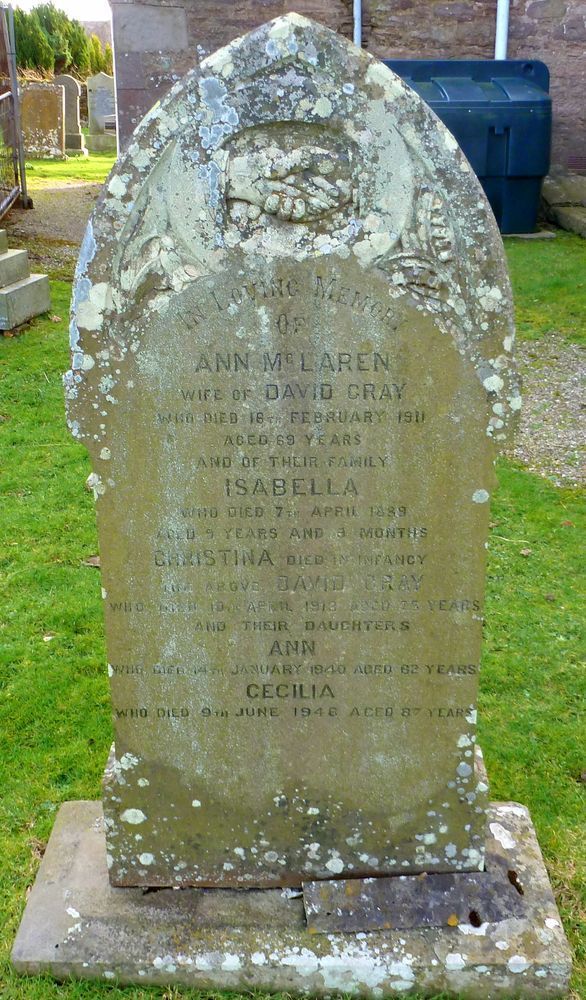 IN LOVING MEMORY
OF
ANN McLAREN
WIFE OF DAVID GRAY
WHO DIED 16TH FEBRUARY 1911
AGED 69 YEARS
AND OF THEIR FAMILY
ISABELLA
WHO DIED 7TH APRIL 1889
AGED 9 YEARS AND 9 MONTHS
CHRISTINA DIED IN INFANCY
THE ABOVE DAVID GRAY
WHO DIED 10TH APRIL 1913 AGED 75 YEARS
AND THEIR DAUGHTERS
ANN
WHO DIED 14TH JANUARY 1940 AGED 62 YEARS
CECILIA
WHO DIED 9TH JUNE 1946 AGED 87 YEARS